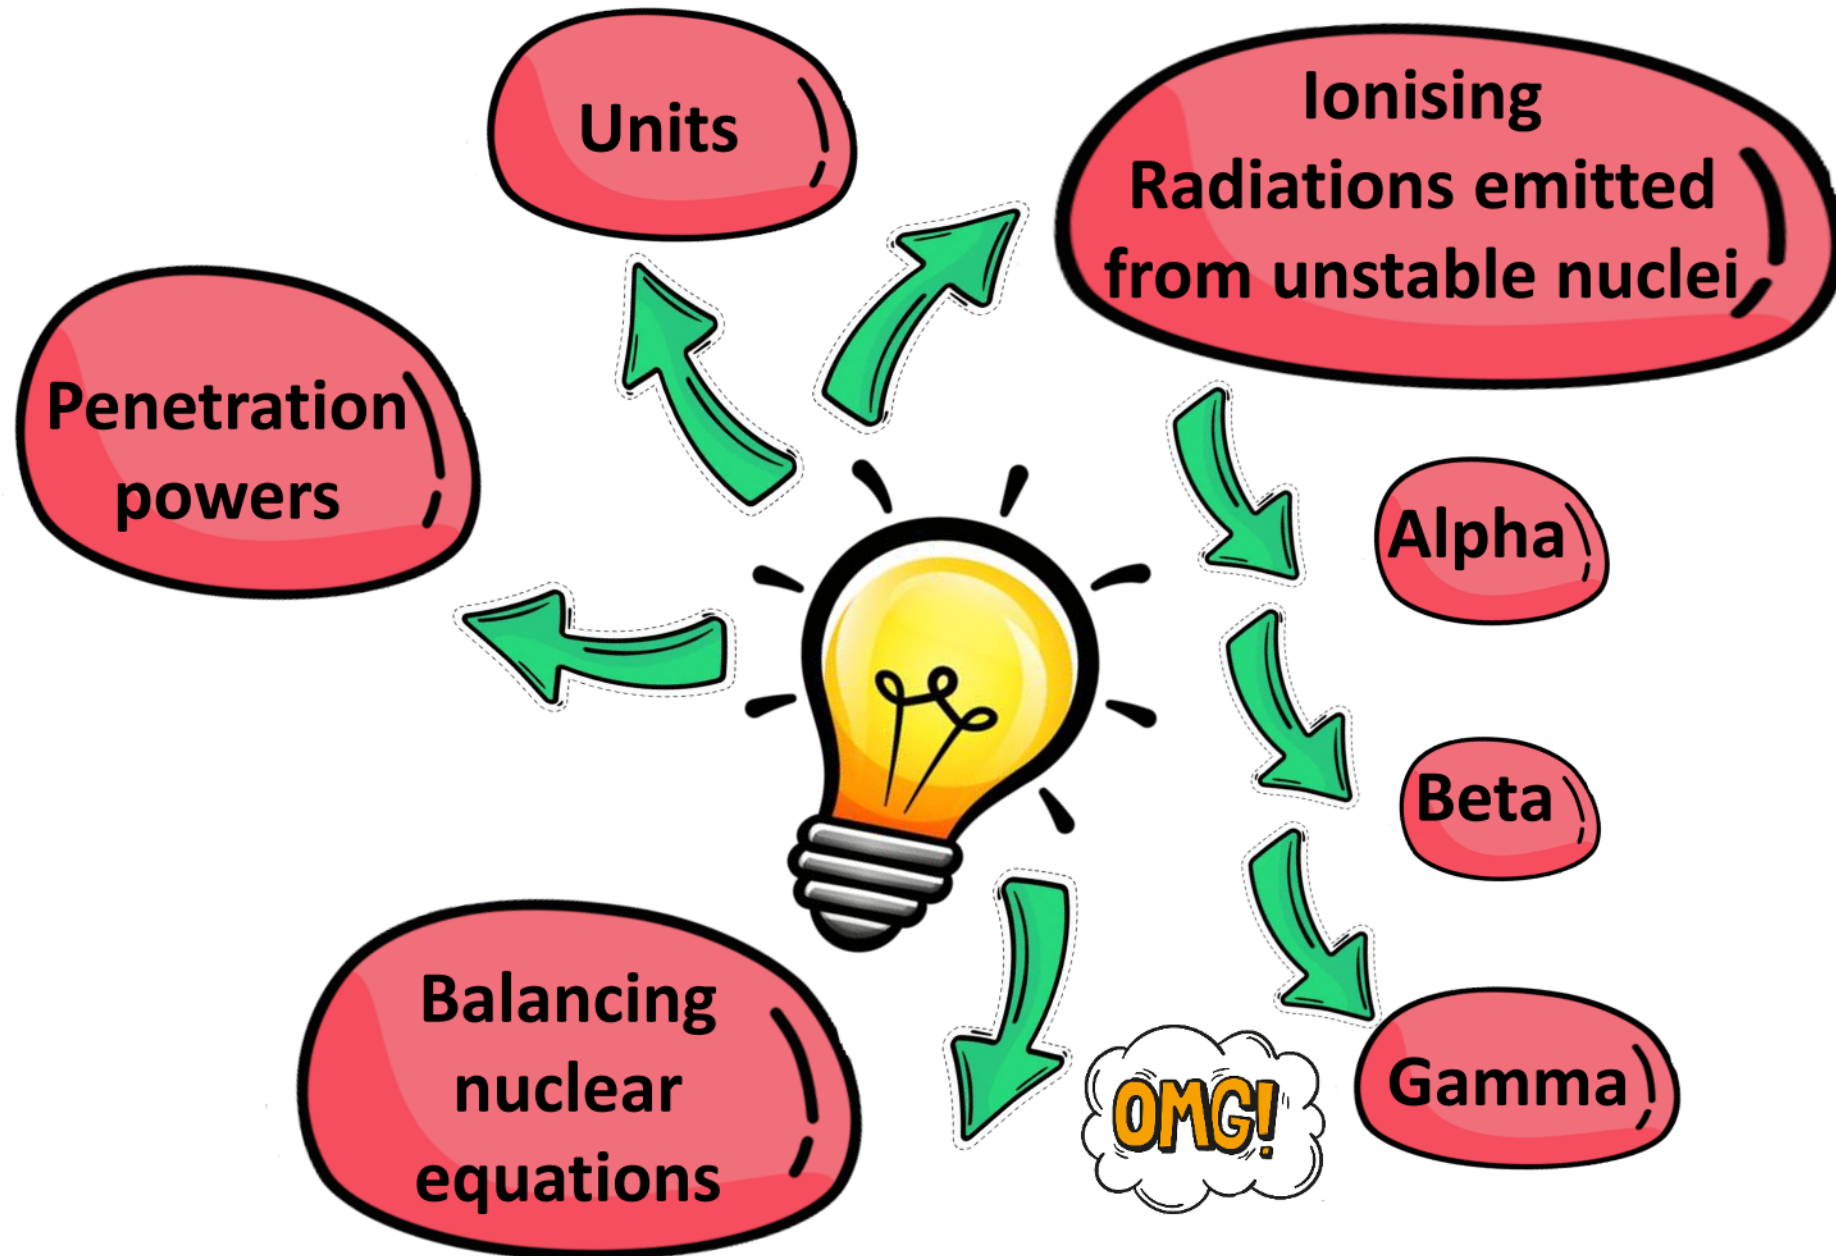 Units
Ionising
Radiations emitted
from unstable nuclei
Penetration
powers
Alpha
Beta
Balancing
nuclear
equations
Gamma
OMG!